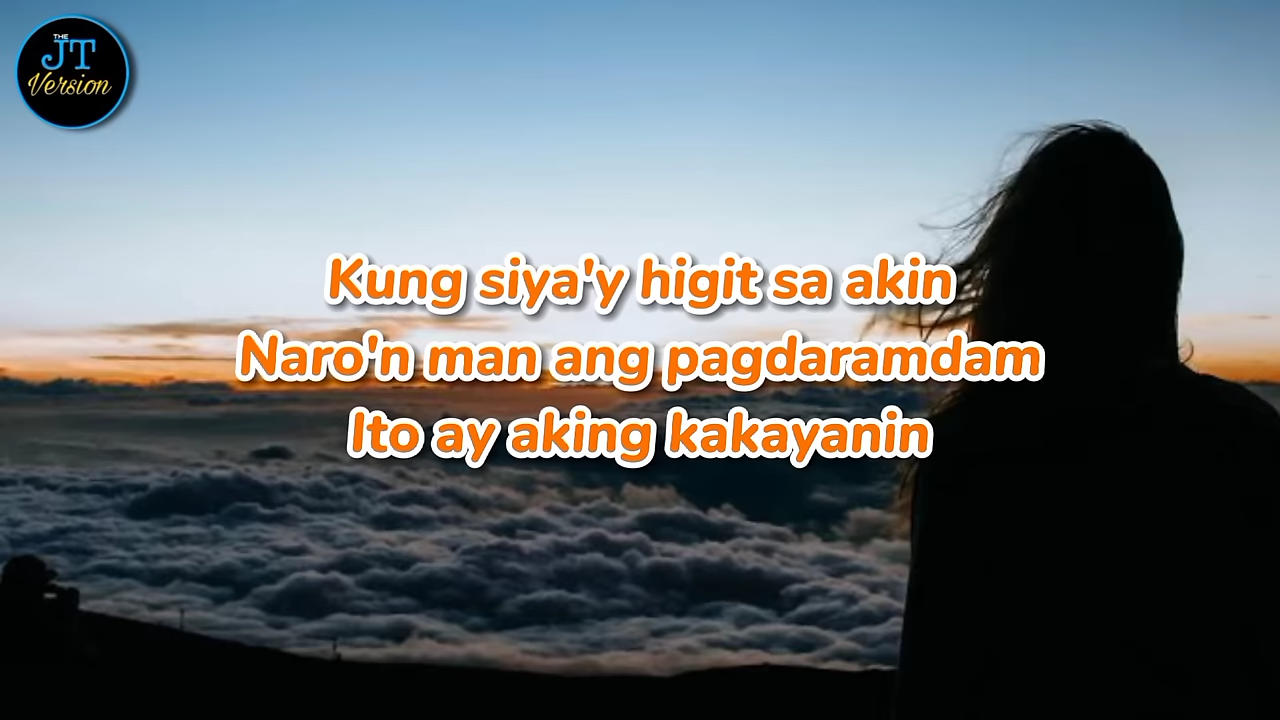 THE
JT
Version
Kung siya'y higit sa akin
Naro'n man ang pagdaramdam
Ito ay aking kakayanin